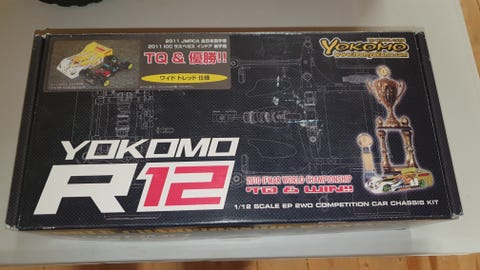 2011 JMRCA 全日本選手権
2011 ICC ラスベガス インドア 選手権
TQ & 優勝!!
ワイド トレッド 仕様
YOKOMO
YOKOMO
R12
2010 IFMAR WORLD CHAMPIONSHIP
TQ & WIN!!
1/12 SCALE EP 2WD COMPETITION CAR CHASSIS KIT